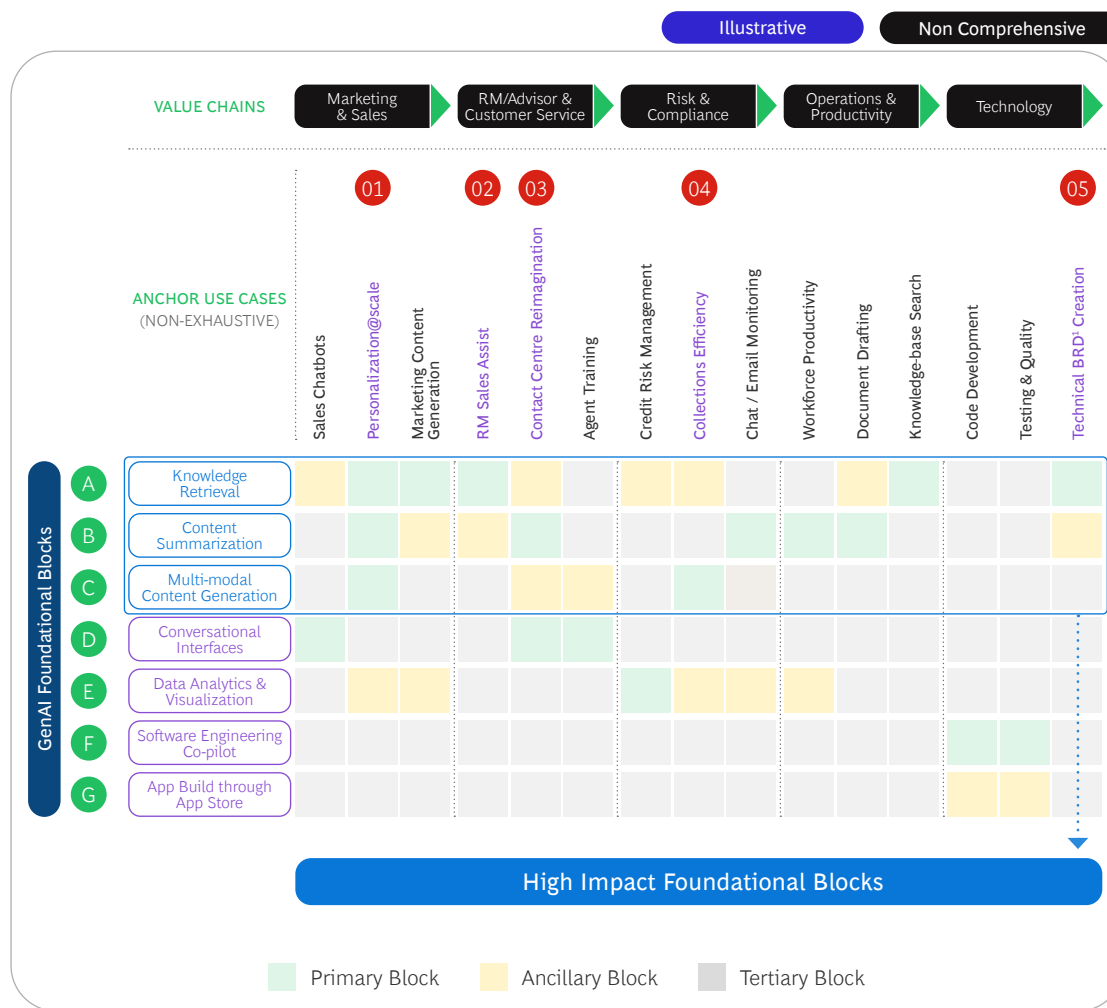 Illustrative
Non Comprehensive
VALUE CHAINS
Marketing
& Sales
RM/Advisor &
Customer Service
Risk &
Compliance
Operations &
Productivity
Technology
01
02
03
04
05
ANCHOR USE CASES
(NON-EXHAUSTIVE)
Sales Chatbots
Personalization@scale
Marketing Content
Generation
RM Sales Assist
Contact Centre Reimagination
Agent Training
Credit Risk Management
Collections Efficiency
Chat / Email Monitoring
Workforce Productivity
Document Drafting
Knowledge-base Search
Code Development
Testing & Quality
Technical BRD¹ Creation
GenAI Foundational Blocks
A
Knowledge
Retrieval
B
Content
Summarization
C
Multi-modal
Content Generation
D
Conversational
Interfaces
E
Data Analytics &
Visualization
F
Software Engineering
Co-pilot
G
App Build through
App Store
High Impact Foundational Blocks
Primary Block
Ancillary Block
Tertiary Block